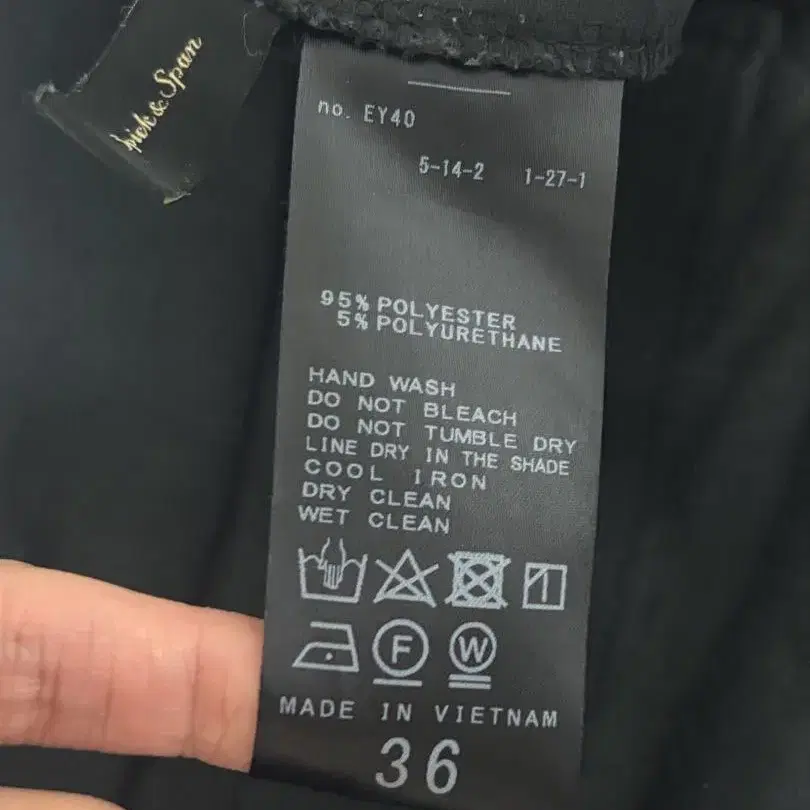 & Span
no. EY40
5-14-2 1-27-1
95% POLYESTER
5% POLYURETHANE
HAND WASH
DO NOT BLEACH
DO NOT TUMBLE DRY
LINE DRY IN THE SHADE
COOL IRON
DRY CLEAN
WET CLEAN
F W
MADE IN VIETNAM
36